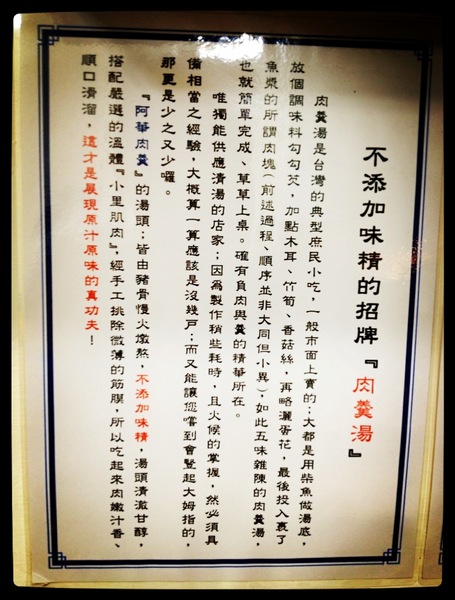 不添加味精的招牌『肉羹湯』
肉羹湯是台灣的典型庶民小吃，一般市面上賣的：大都是用柴魚做湯底，
放個調味料勾勾芡，加點木耳、竹筍、香菇絲，再略灑蛋花，最後投入裹了
魚漿的所謂肉塊（前述過程、順序並非大同但小異），如此五味雜陳的肉羹湯，
也就簡單完成、草草上桌。確有負肉與羹的精華所在。
唯獨能供應清湯的店家；因為製作稍些耗時，且火候的掌握，然必須具
備相當之經驗，大概算一算應該是沒幾戶；而又能讓您嚐到會豎起大姆指的，
那更是少之又少囉。
『阿華肉羹』的湯頭：皆由豬骨慢火燉熬，不添加味精，湯頭清澈甘醇，
搭配嚴選的溫體『小里肌肉』，經手工排除微薄的筋膜，所以吃起來肉嫩汁香、
順口滑溜，這才是展現原汁原味的真功夫！